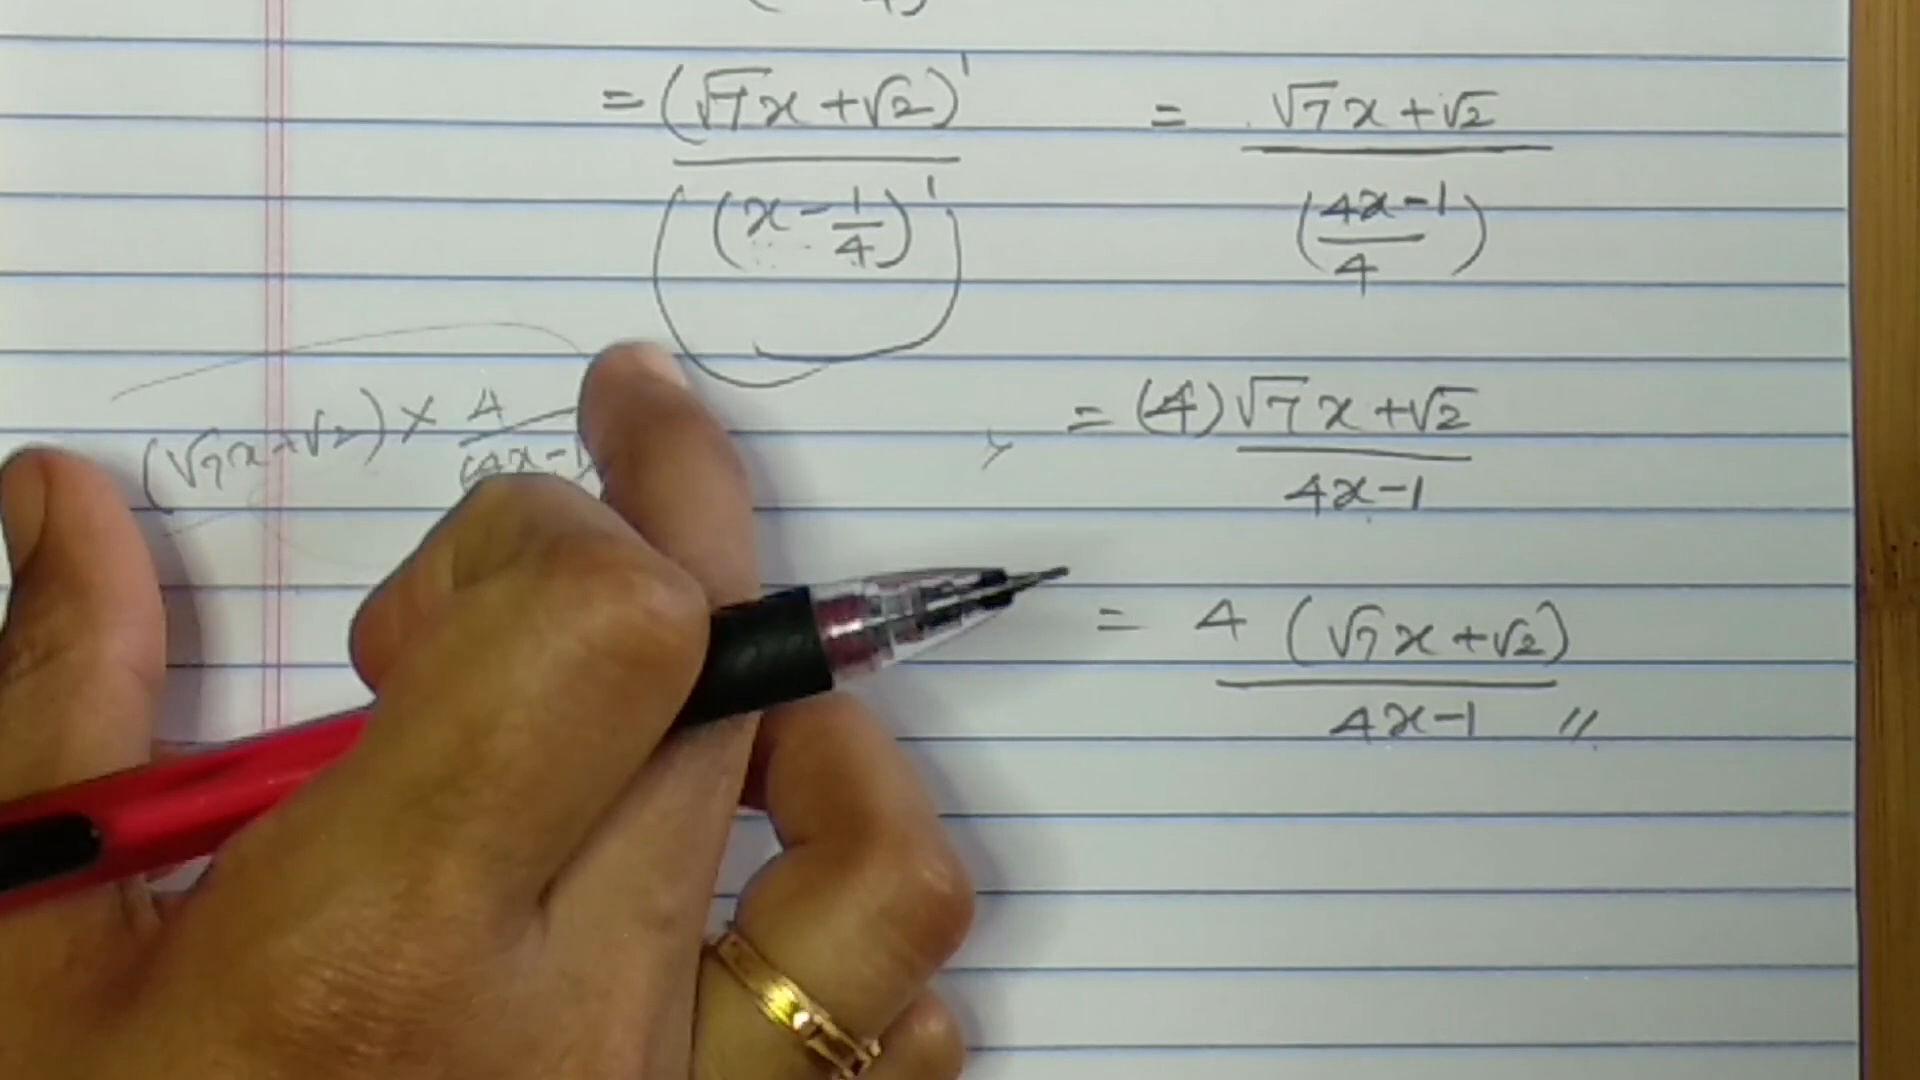 = (√7x+√2)' = √7x+√2
(x-1/4)' (4x-1/4)
(√7x+√2) × 4/(4x-1)
= (4) √7x+√2
4x-1
= 4 (√7x+√2)
4x-1 //